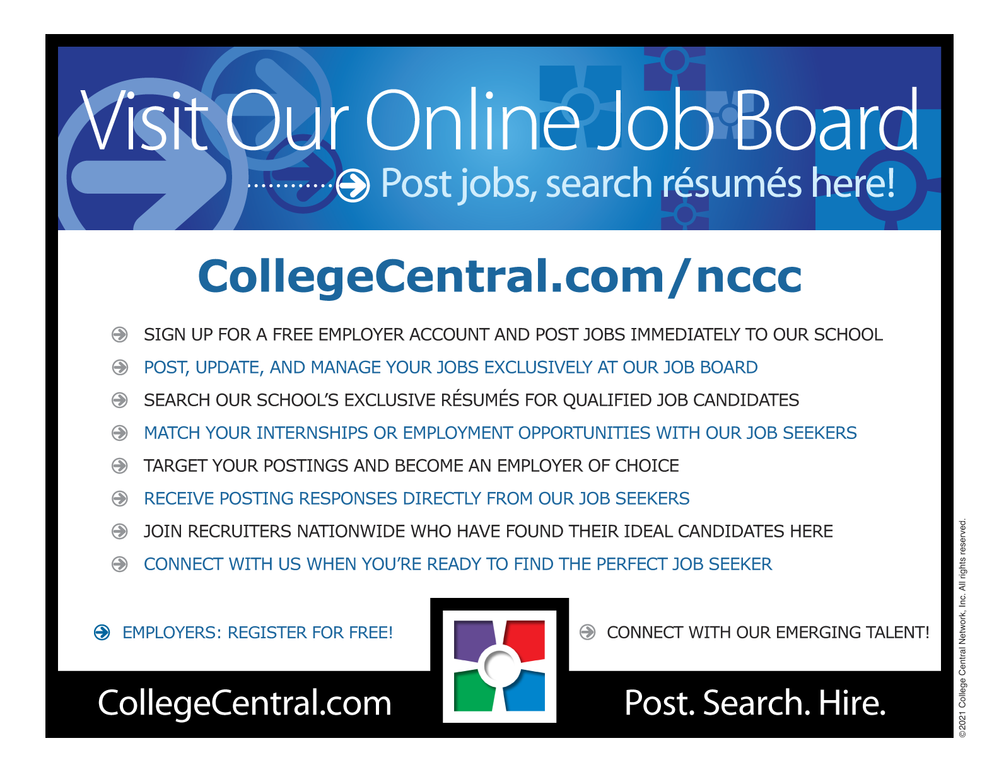 Visit Our Online Job Board
Post jobs, search résumés here!
CollegeCentral.com/nccc
SIGN UP FOR A FREE EMPLOYER ACCOUNT AND POST JOBS IMMEDIATELY TO OUR SCHOOL
POST, UPDATE, AND MANAGE YOUR JOBS EXCLUSIVELY AT OUR JOB BOARD
SEARCH OUR SCHOOL’S EXCLUSIVE RÉSUMÉS FOR QUALIFIED JOB CANDIDATES
MATCH YOUR INTERNSHIPS OR EMPLOYMENT OPPORTUNITIES WITH OUR JOB SEEKERS
TARGET YOUR POSTINGS AND BECOME AN EMPLOYER OF CHOICE
RECEIVE POSTING RESPONSES DIRECTLY FROM OUR JOB SEEKERS
JOIN RECRUITERS NATIONWIDE WHO HAVE FOUND THEIR IDEAL CANDIDATES HERE
CONNECT WITH US WHEN YOU’RE READY TO FIND THE PERFECT JOB SEEKER
EMPLOYERS: REGISTER FOR FREE!
CONNECT WITH OUR EMERGING TALENT!
CollegeCentral.com
Post. Search. Hire.
©2021 College Central Network, Inc. All rights reserved.